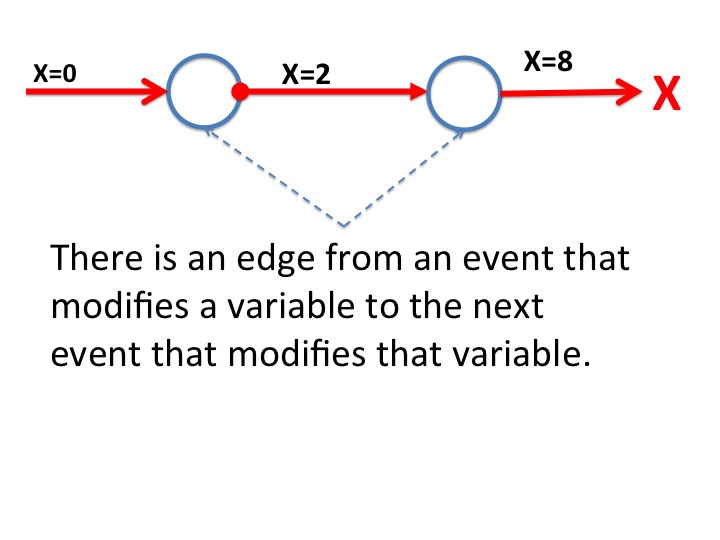 X=0
X=2
X=8
X
There is an edge from an event that
modifies a variable to the next
event that modifies that variable.